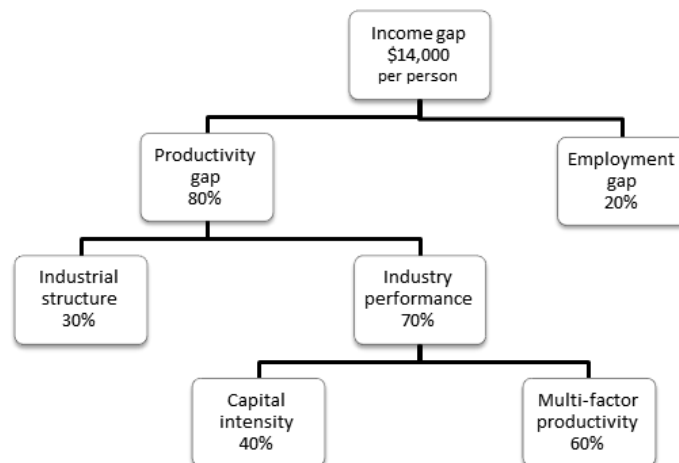 Income gap
$14,000
per person
Productivity
gap
80%
Employment
gap
20%
Industrial
structure
30%
Industry
performance
70%
Capital
intensity
40%
Multi-factor
productivity
60%